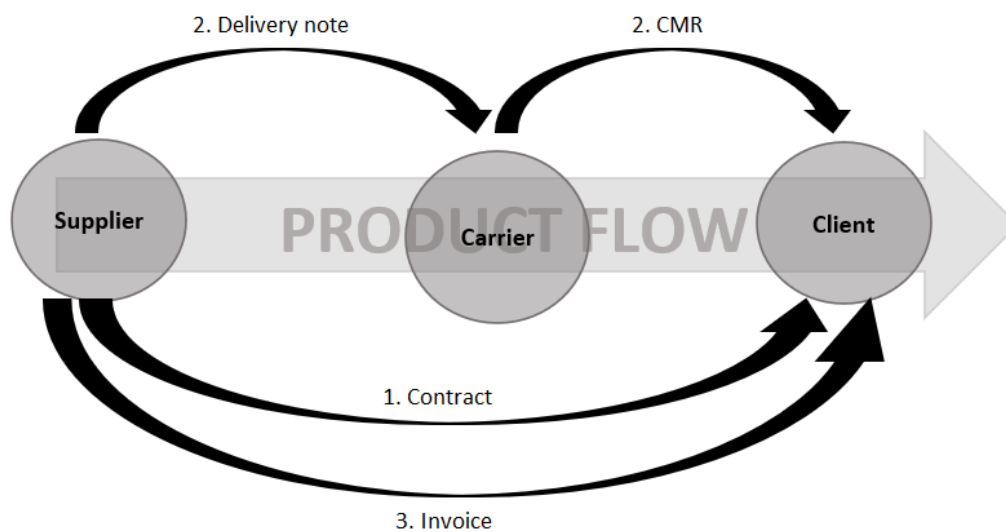 2. Delivery note
2. CMR
Supplier
PRODUCT FLOW
Carrier
Client
1. Contract
3. Invoice